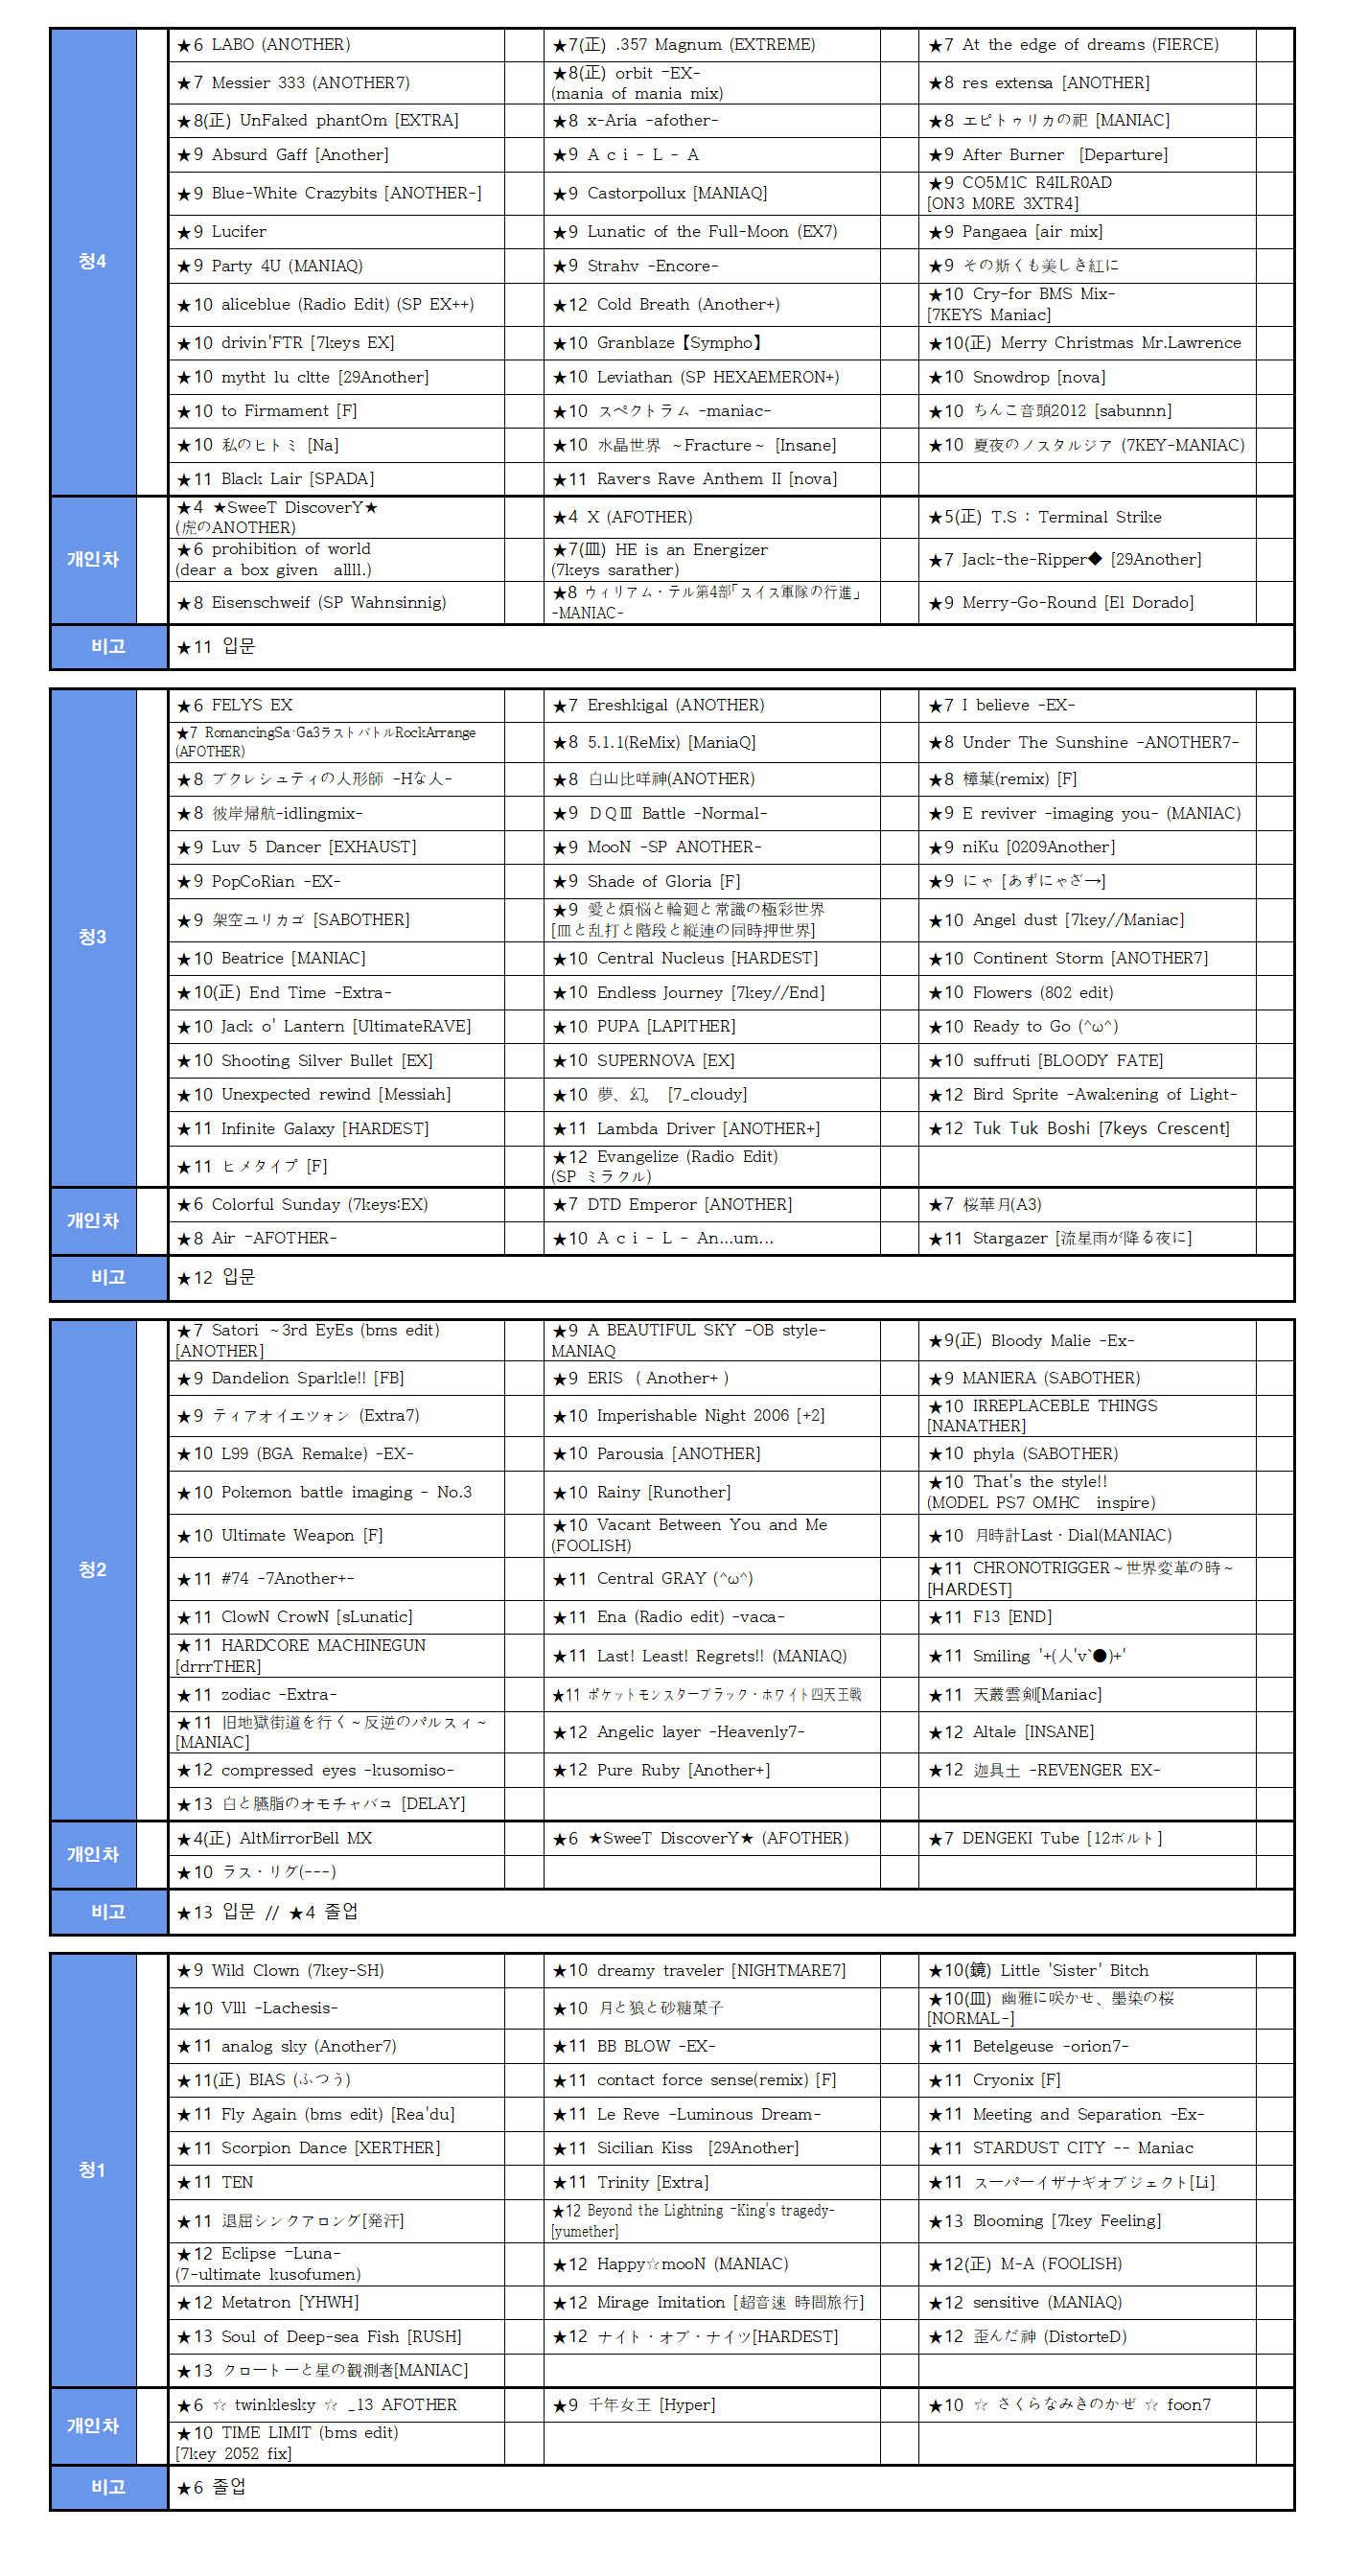 청4
★6 LABO (ANOTHER)
★7(正) .357 Magnum (EXTREME)
★7 At the edge of dreams (FIERCE)
★7 Messier 333 (ANOTHER7)
★8(正) orbit -EX-
(mania of mania mix)
★8 res extensa [ANOTHER]
★8(正) UnFaked phantOm [EXTRA]
★8 x-Aria -afother-
★8 エピトゥリカの祀 [MANIAC]
★9 Absurd Gaff [Another]
★9 A c i - L - A
★9 After Burner [Departure]
★9 Blue-White Crazybits [ANOTHER-]
★9 Castorpollux [MANIAQ]
★9 CO5M1C R4ILR0AD
[ON3 M0RE 3XTR4]
★9 Lucifer
★9 Lunatic of the Full-Moon (EX7)
★9 Pangaea [air mix]
★9 Party 4U (MANIAQ)
★9 Strahv -Encore-
★9 その斯くも美しき紅に
★10 aliceblue (Radio Edit) (SP EX++)
★12 Cold Breath (Another+)
★10 Cry-for BMS Mix-
[7KEYS Maniac]
★10 drivin'FTR [7keys EX]
★10 Granblaze【Sympho】
★10(正) Merry Christmas Mr.Lawrence
★10 mytht lu cltte [29Another]
★10 Leviathan (SP HEXAEMERON+)
★10 Snowdrop [nova]
★10 to Firmament [F]
★10 スペクトラム -maniac-
★10 ちんこ音頭2012 [sabunnn]
★10 私のヒトミ [Na]
★10 水晶世界 ～Fracture～ [Insane]
★10 夏夜のノスタルジア (7KEY-MANIAC)
★11 Black Lair [SPADA]
★11 Ravers Rave Anthem II [nova]
개인차
★4 ★SweeT DiscoverY★
(虎のANOTHER)
★4 X (AFOTHER)
★5(正) T.S : Terminal Strike
★6 prohibition of world
(dear a box given allll.)
★7(皿) HE is an Energizer
(7keys sarather)
★7 Jack-the-Ripper◆ [29Another]
★8 Eisenschweif (SP Wahnsinnig)
★8 ウィリアム・テル第4部｢スイス軍隊の行進｣
-MANIAC-
★9 Merry-Go-Round [El Dorado]
비고
★11 입문
청3
★6 FELYS EX
★7 Ereshkigal (ANOTHER)
★7 I believe -EX-
★7 RomancingSa･Ga3ラストバトルRockArrange
(AFOTHER)
★8 5.1.1(ReMix) [ManiaQ]
★8 Under The Sunshine -ANOTHER7-
★8 ブクレシュティの人形師 -Hな人-
★8 白山比咩神(ANOTHER)
★8 樟葉(remix) [F]
★8 彼岸帰航-idlingmix-
★9 ＤＱⅢ Battle -Normal-
★9 E reviver -imaging you- (MANIAC)
★9 Luv 5 Dancer [EXHAUST]
★9 MooN -SP ANOTHER-
★9 niKu [0209Another]
★9 PopCoRian -EX-
★9 Shade of Gloria [F]
★9 にゃ [あずにゃざ→]
★9 架空ユリカゴ [SABOTHER]
★9 愛と煩悩と輪廻と常識の極彩世界
[皿と乱打と階段と縦連の同時押世界]
★10 Angel dust [7key//Maniac]
★10 Beatrice [MANIAC]
★10 Central Nucleus [HARDEST]
★10 Continent Storm [ANOTHER7]
★10(正) End Time -Extra-
★10 Endless Journey [7key//End]
★10 Flowers (802 edit)
★10 Jack o' Lantern [UltimateRAVE]
★10 PUPA [LAPITHER]
★10 Ready to Go (^ω^)
★10 Shooting Silver Bullet [EX]
★10 SUPERNOVA [EX]
★10 suffruti [BLOODY FATE]
★10 Unexpected rewind [Messiah]
★10 夢、幻。 [7_cloudy]
★12 Bird Sprite -Awakening of Light-
★11 Infinite Galaxy [HARDEST]
★11 Lambda Driver [ANOTHER+]
★12 Tuk Tuk Boshi [7keys Crescent]
★11 ヒメタイプ [F]
★12 Evangelize (Radio Edit)
(SP ミラクル)
개인차
★6 Colorful Sunday (7keys:EX)
★7 DTD Emperor [ANOTHER]
★7 桜華月(A3)
★8 Air -AFOTHER-
★10 A c i - L - An...um...
★11 Stargazer [流星雨が降る夜に]
비고
★12 입문
청2
★7 Satori ～3rd EyEs (bms edit)
[ANOTHER]
★9 A BEAUTIFUL SKY -OB style-
MANIAQ
★9(正) Bloody Malie -Ex-
★9 Dandelion Sparkle!! [FB]
★9 ERIS ( Another+ )
★9 MANIERA (SABOTHER)
★9 ティアオイエツォン (Extra7)
★10 Imperishable Night 2006 [+2]
★10 IRREPLACEBLE THINGS
[NANATHER]
★10 L99 (BGA Remake) -EX-
★10 Parousia [ANOTHER]
★10 phyla (SABOTHER)
★10 Pokemon battle imaging - No.3
★10 Rainy [Runother]
★10 That's the style!!
(MODEL PS7 OMHC inspire)
★10 Ultimate Weapon [F]
★10 Vacant Between You and Me
(FOOLISH)
★10 月時計Last・Dial(MANIAC)
★11 #74 -7Another+-
★11 Central GRAY (^ω^)
★11 CHRONOTRIGGER～世界変革の時～
[HARDEST]
★11 ClowN CrowN [sLunatic]
★11 Ena (Radio edit) -vaca-
★11 F13 [END]
★11 HARDCORE MACHINEGUN
[drrrTHER]
★11 Last! Least! Regrets!! (MANIAQ)
★11 Smiling '+(人'v`●)+'
★11 zodiac -Extra-
★11 ポケットモンスターブラック・ホワイト四天王戦
★11 天叢雲剣[Maniac]
★11 旧地獄街道を行く～反逆のパルスィ～
[MANIAC]
★12 Angelic layer -Heavenly7-
★12 Altale [INSANE]
★12 compressed eyes -kusomiso-
★12 Pure Ruby [Another+]
★12 迦具土 -REVENGER EX-
★13 白と臙脂のオモチャバコ [DELAY]
개인차
★4(正) AltMirrorBell MX
★6 ★SweeT DiscoverY★ (AFOTHER)
★7 DENGEKI Tube [12ボルト]
★10 ラス・リグ(---)
비고
★13 입문 // ★4 졸업
청1
★9 Wild Clown (7key-SH)
★10 dreamy traveler [NIGHTMARE7]
★10(鏡) Little 'Sister' Bitch
★10 Vlll -Lachesis-
★10 月と狼と砂糖菓子
★10(皿) 幽雅に咲かせ、墨染の桜
[NORMAL-]
★11 analog sky (Another7)
★11 BB BLOW -EX-
★11 Betelgeuse -orion7-
★11(正) BIAS (ふつう)
★11 contact force sense(remix) [F]
★11 Cryonix [F]
★11 Fly Again (bms edit) [Rea'du]
★11 Le Reve -Luminous Dream-
★11 Meeting and Separation -Ex-
★11 Scorpion Dance [XERTHER]
★11 Sicilian Kiss [29Another]
★11 STARDUST CITY -- Maniac
★11 TEN
★11 Trinity [Extra]
★11 スーパーイザナギオブジェクト[Li]
★11 退屈シンクアロング[発汗]
★12 Beyond the Lightning -King's tragedy-
[yumether]
★13 Blooming [7key Feeling]
★12 Eclipse -Luna-
(7-ultimate kusofumen)
★12 Happy☆mooN (MANIAC)
★12(正) M-A (FOOLISH)
★12 Metatron [YHWH]
★12 Mirage Imitation [超音速 時間旅行]
★12 sensitive (MANIAQ)
★13 Soul of Deep-sea Fish [RUSH]
★12 ナイト・オブ・ナイツ[HARDEST]
★12 歪んだ神 (DistorteD)
★13 クロートーと星の観測者[MANIAC]
개인차
★6 ☆ twinklesky ☆ _13 AFOTHER
★9 千年女王 [Hyper]
★10 ☆ さくらなみきのかぜ ☆ foon7
★10 TIME LIMIT (bms edit)
[7key 2052 fix]
비고
★6 졸업